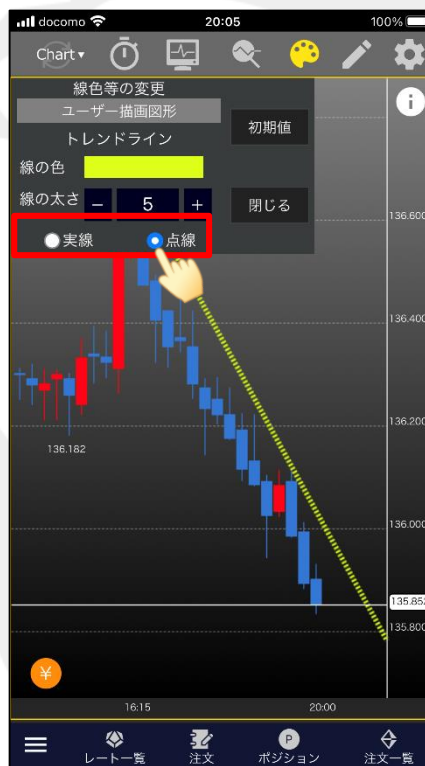 docomo 20:05 100%
Chart▾
線色等の変更
ユーザー描画図形
トレンドライン
初期値
線の色
線の太さ － 5 ＋
閉じる
実線 点線
136.600
136.400
136.200
136.182
136.000
135.852
135.800
¥
16:15 20:00
レート一覧 注文 P ポジション 注文一覧